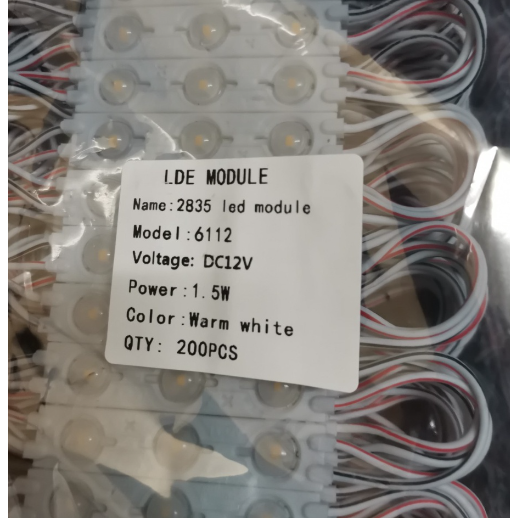 LDE MODULE
Name:2835 led module
Model:6112
Voltage: DC12V
Power:1.5W
Color:Warm white
QTY: 200PCS